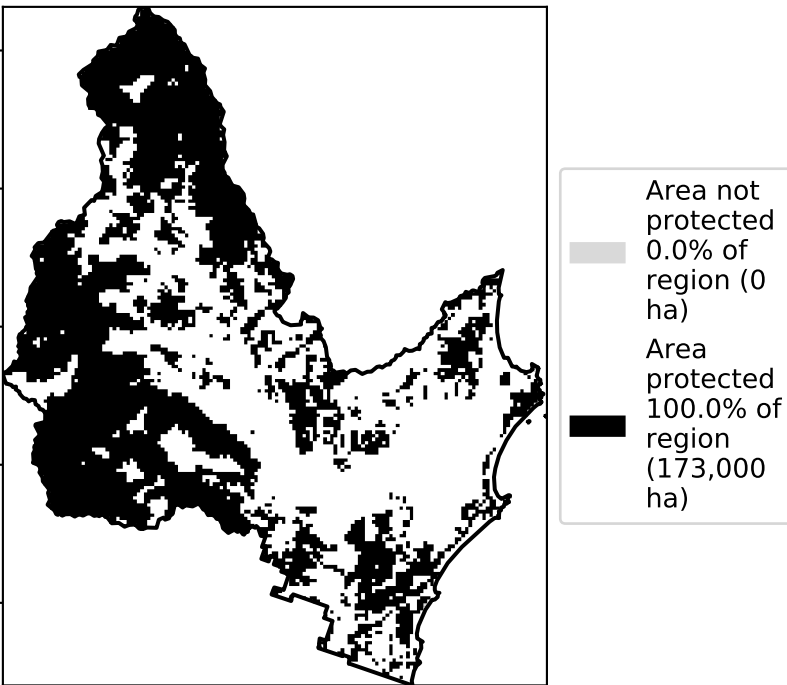 Area not
protected
0.0% of
region (0
ha)
Area
protected
100.0% of
region
(173,000
ha)